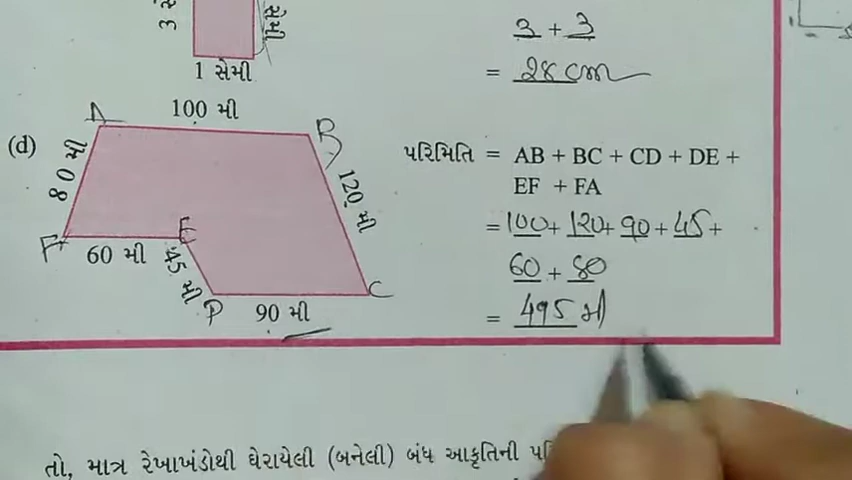 3
સેમી
1 સેમી
3 + 3
= 28 cm
(d)
A
100 મી
B
80 મી
120 મી
F
60 મી
E
45 મી
D
90 મી
C
પરિમિતિ = AB + BC + CD + DE +
EF + FA
= 100 + 120 + 90 + 45 +
60 + 80
= 495 મી
તો, માત્ર રેખાખંડોથી ઘેરાયેલી (બનેલી) બંધ આકૃતિની